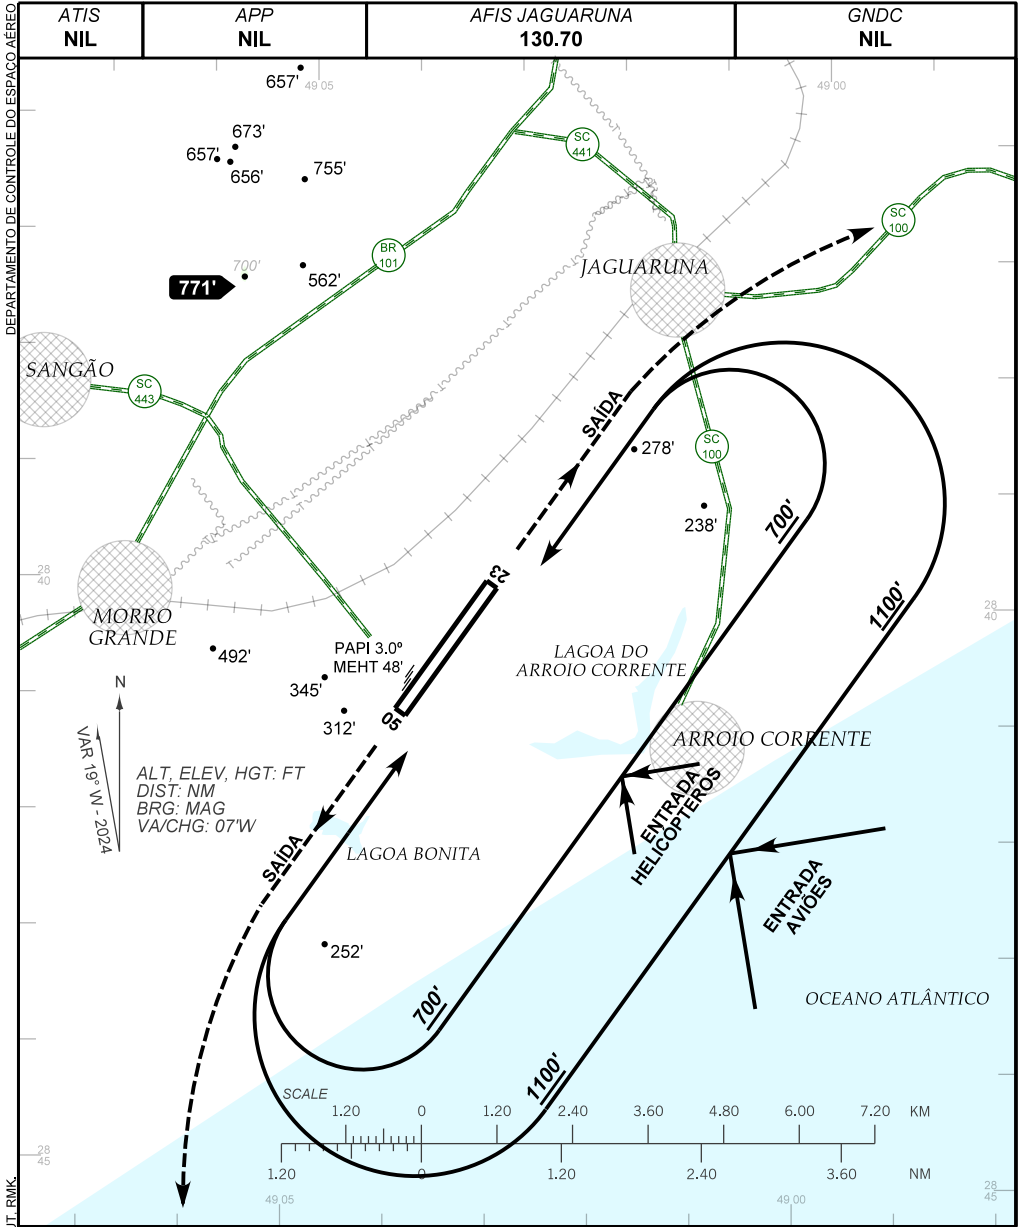 ATIS
NIL
APP
NIL
AFIS JAGUARUNA
130.70
GNDC
NIL
DEPARTAMENTO DE CONTROLE DO ESPAÇO AÉREO
657'
49 05
49 00
673'
657'
656'
755'
SC
441
BR
101
SC
100
JAGUARUNA
700'
771'
562'
SANGÃO
SC
443
SAÍDA
278'
SC
100
238'
700'
28
40
23
1100'
28
40
MORRO
GRANDE
492'
PAPI 3.0º
MEHT 48'
LAGOA DO
ARROIO CORRENTE
345'
312'
05
N
VAR 19° W - 2024
ALT, ELEV, HGT: FT
DIST: NM
BRG: MAG
VA/CHG: 07'W
ARROIO CORRENTE
ENTRADA
HELICÓPTEROS
SAÍDA
LAGOA BONITA
ENTRADA
AVIÕES
252'
700'
OCEANO ATLÂNTICO
1100'
SCALE
1.20 0 1.20 2.40 3.60 4.80 6.00 7.20 KM
1.20 0 1.20 2.40 3.60 NM
28
45
49 05
49 00
28
45
UT, RMK.